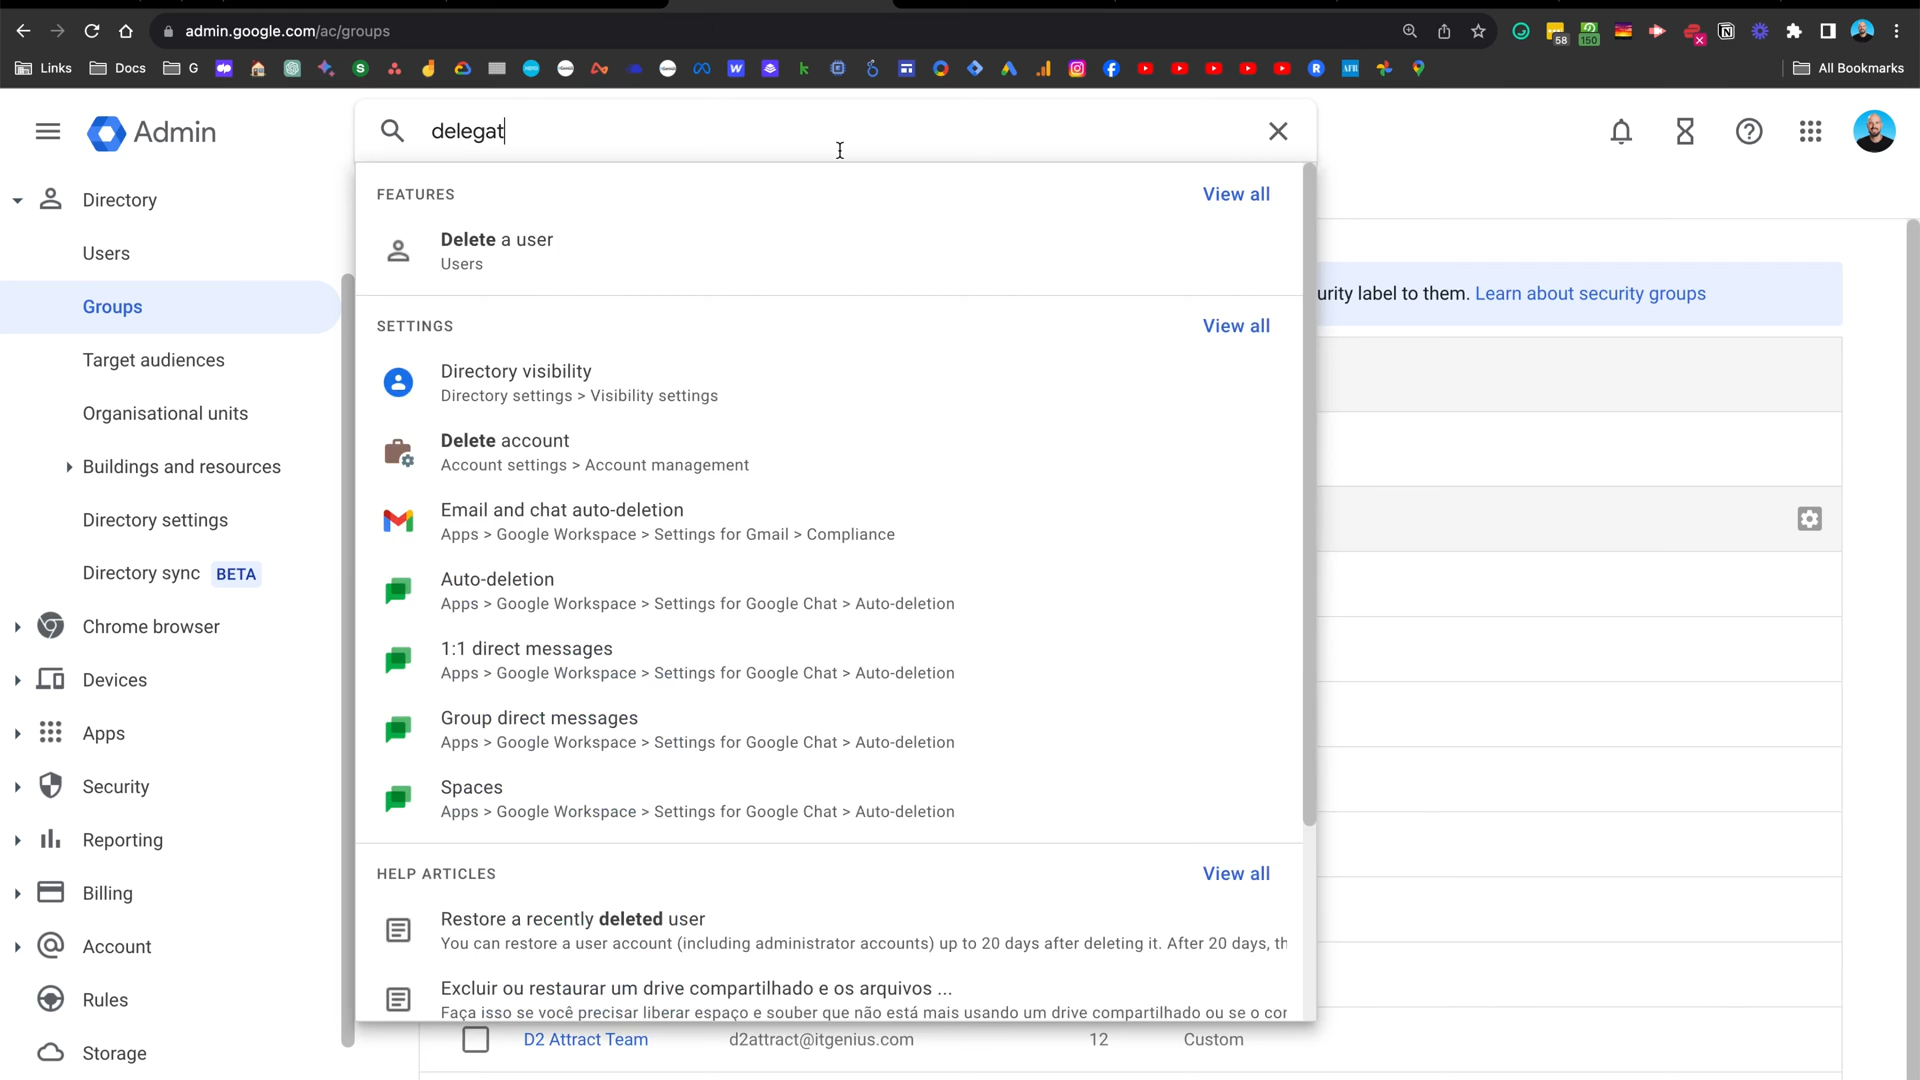 admin.google.com/ac/groups
58
150
Links
Docs
G
All Bookmarks
Admin
delegat
Directory
Users
Groups
Target audiences
Organisational units
Buildings and resources
Directory settings
Directory sync BETA
Chrome browser
Devices
Apps
Security
Reporting
Billing
Account
Rules
Storage
FEATURES
View all
Delete a user
Users
SETTINGS
View all
Directory visibility
Directory settings > Visibility settings
Delete account
Account settings > Account management
Email and chat auto-deletion
Apps > Google Workspace > Settings for Gmail > Compliance
Auto-deletion
Apps > Google Workspace > Settings for Google Chat > Auto-deletion
1:1 direct messages
Apps > Google Workspace > Settings for Google Chat > Auto-deletion
Group direct messages
Apps > Google Workspace > Settings for Google Chat > Auto-deletion
Spaces
Apps > Google Workspace > Settings for Google Chat > Auto-deletion
HELP ARTICLES
View all
Restore a recently deleted user
You can restore a user account (including administrator accounts) up to 20 days after deleting it. After 20 days, th
Excluir ou restaurar um drive compartilhado e os arquivos ...
Faça isso se você precisar liberar espaço e souber que não está mais usando um drive compartilhado ou se o cor
urity label to them. Learn about security groups
D2 Attract Team
d2attract@itgenius.com
12
Custom